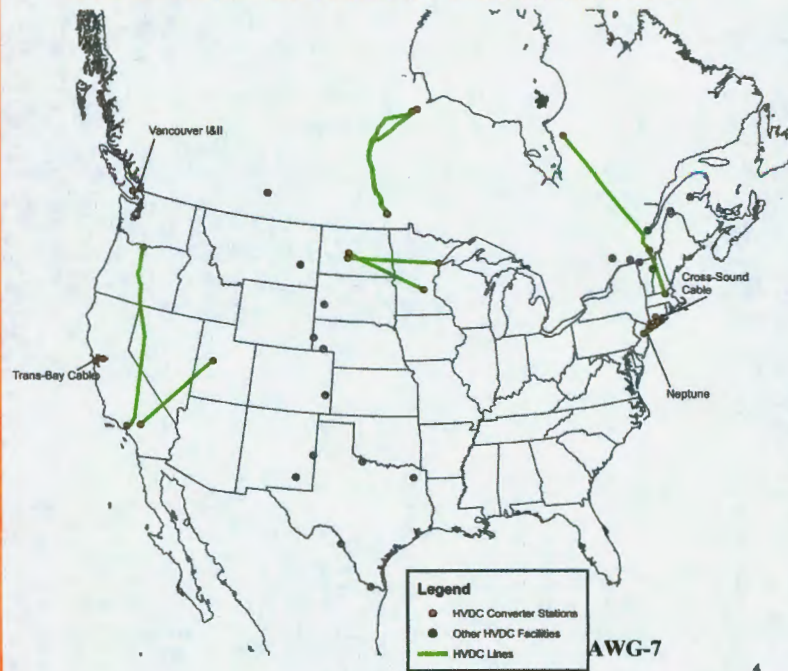 Vancouver I&II
Cross-Sound
Cable
Trans-Bay Cable
Neptune
Legend
HVDC Converter Stations
Other HVDC Facilities
HVDC Lines
AWG-7